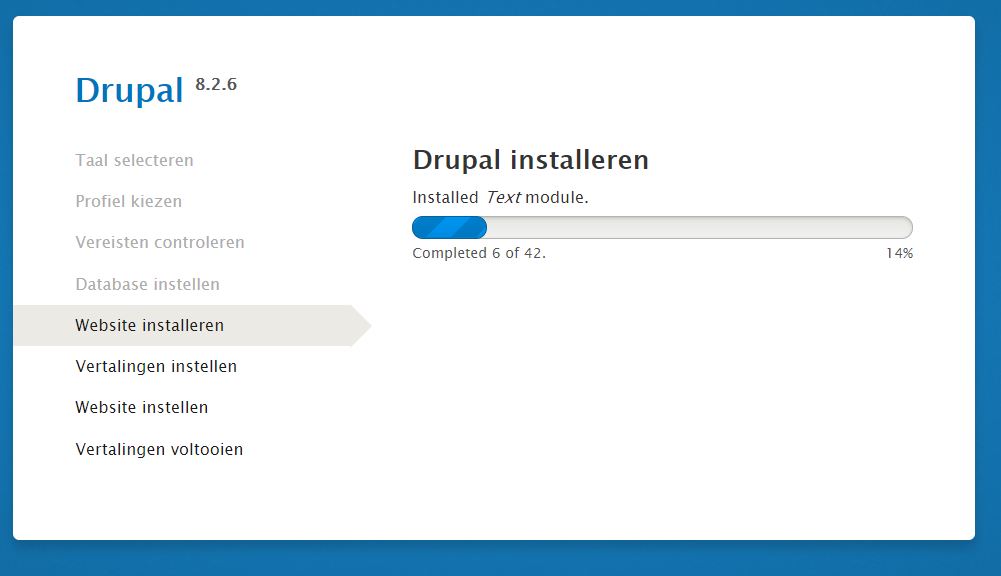 Drupal 8.2.6
Taal selecteren
Profiel kiezen
Vereisten controleren
Database instellen
Website installeren
Vertalingen instellen
Website instellen
Vertalingen voltooien
Drupal installeren
Installed Text module.
Completed 6 of 42. 14%